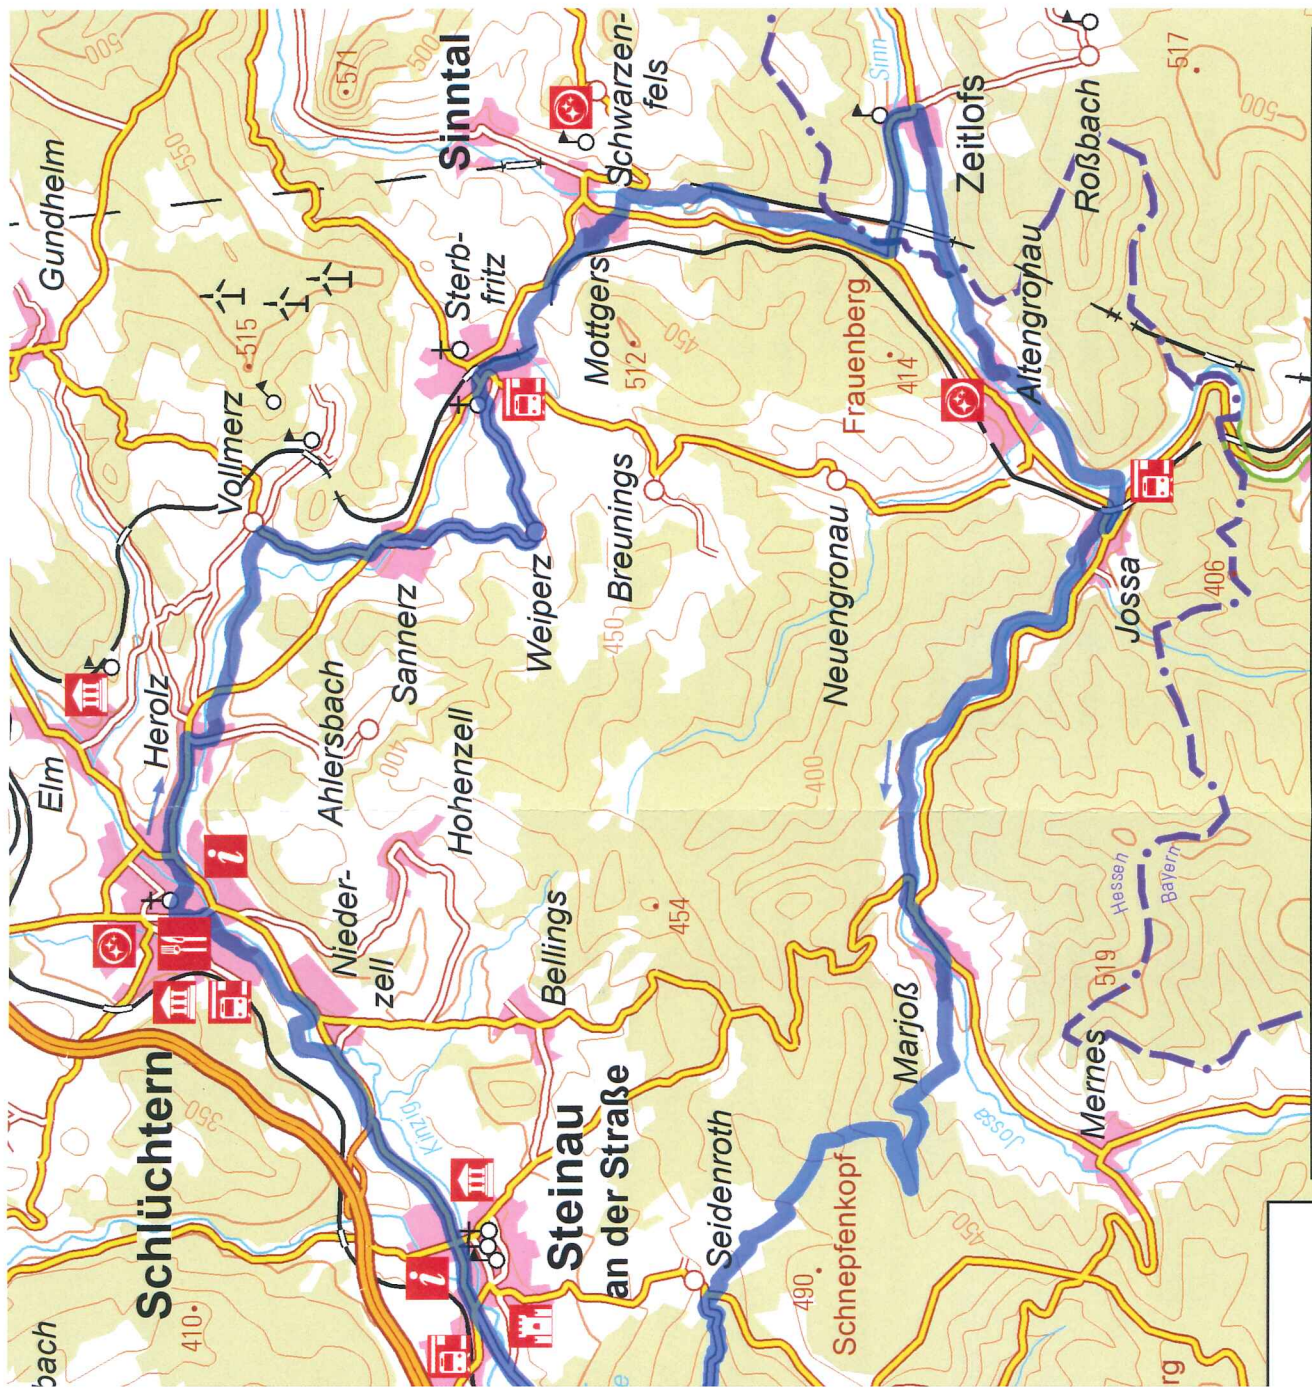 bach
410
Schlüchtern
350
Elm
Herolz
Vollmerz
Gundhelm
500
571
500
550
515
Sinntal
Schwarzen-
fels
Sterb-
fritz
Mottgers
512
450
Ahlersbach
Sannerz
400
Hohenzell
Nieder-
zell
Bellings
Weiperz
Breunings
450
Kinzig
Steinau
an der Straße
Seidenroth
454
Neuengronau
400
Frauenberg
414
Altengronau
Zeitlofs
Sinn
Roßbach
517
500
Jossa
406
Marjoß
Schnepfenkopf
490
450
Jossa
Mernes
519
Hessen
Bayern
i
i
e
rg